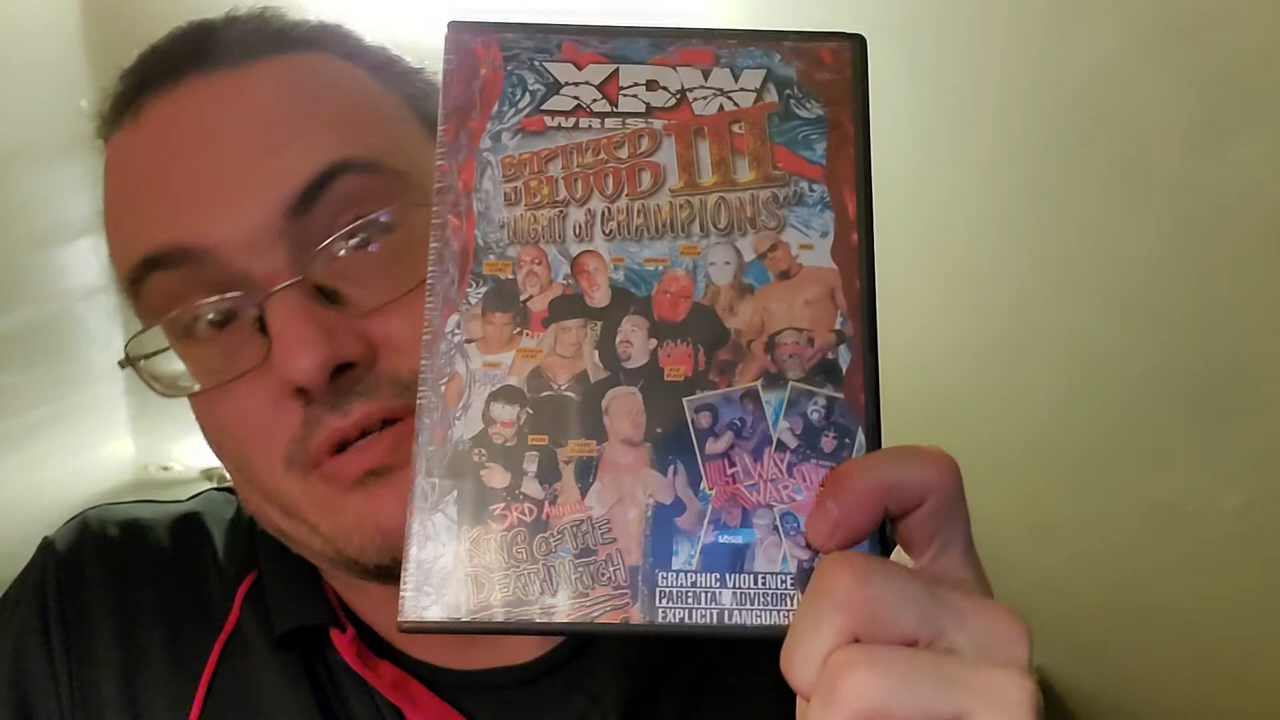 XPW
WREST
BAPTIZED
IN BLOOD III
"NIGHT of CHAMPIONS"
4 WAY
WAR
3RD ANNUAL
KING OF THE
DEATHMATCH
GRAPHIC VIOLENCE
PARENTAL ADVISORY
EXPLICIT LANGUAGE